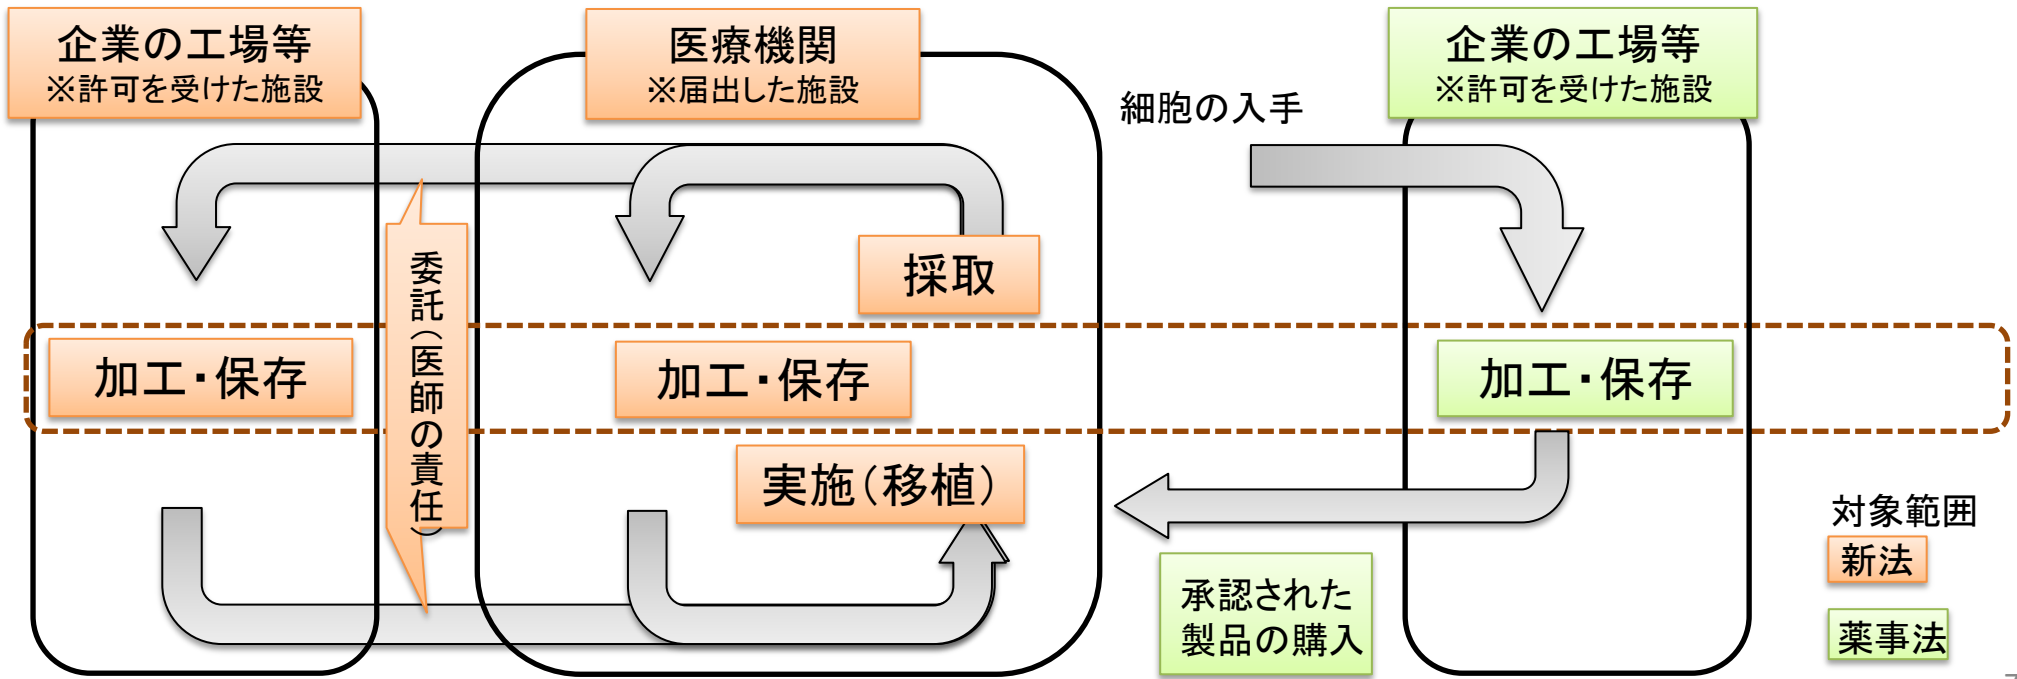 企業の工場等
※許可を受けた施設
医療機関
※届出した施設
細胞の入手
企業の工場等
※許可を受けた施設
採取
委託（医師の責任）
加工・保存
加工・保存
加工・保存
実施（移植）
承認された
製品の購入
対象範囲
新法
薬事法